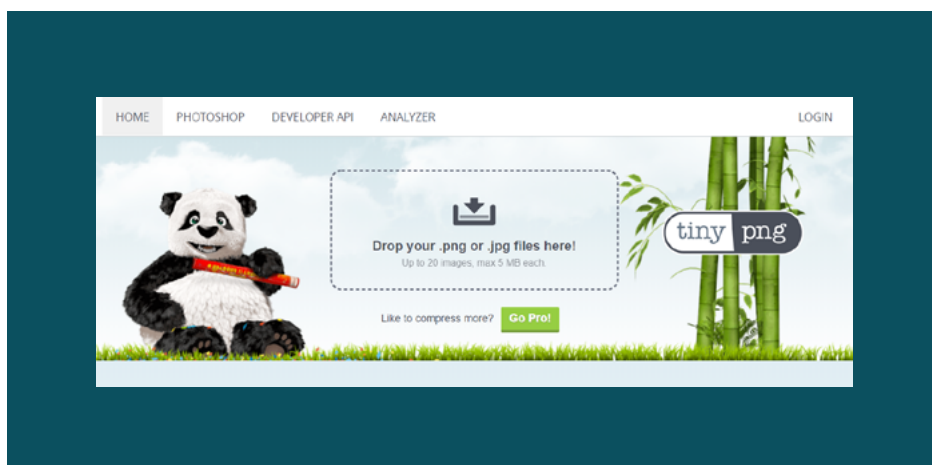 HOME PHOTOSHOP DEVELOPER API ANALYZER LOGIN
Drop your .png or .jpg files here!
Up to 20 images, max 5 MB each.
tiny png
Like to compress more? Go Pro!